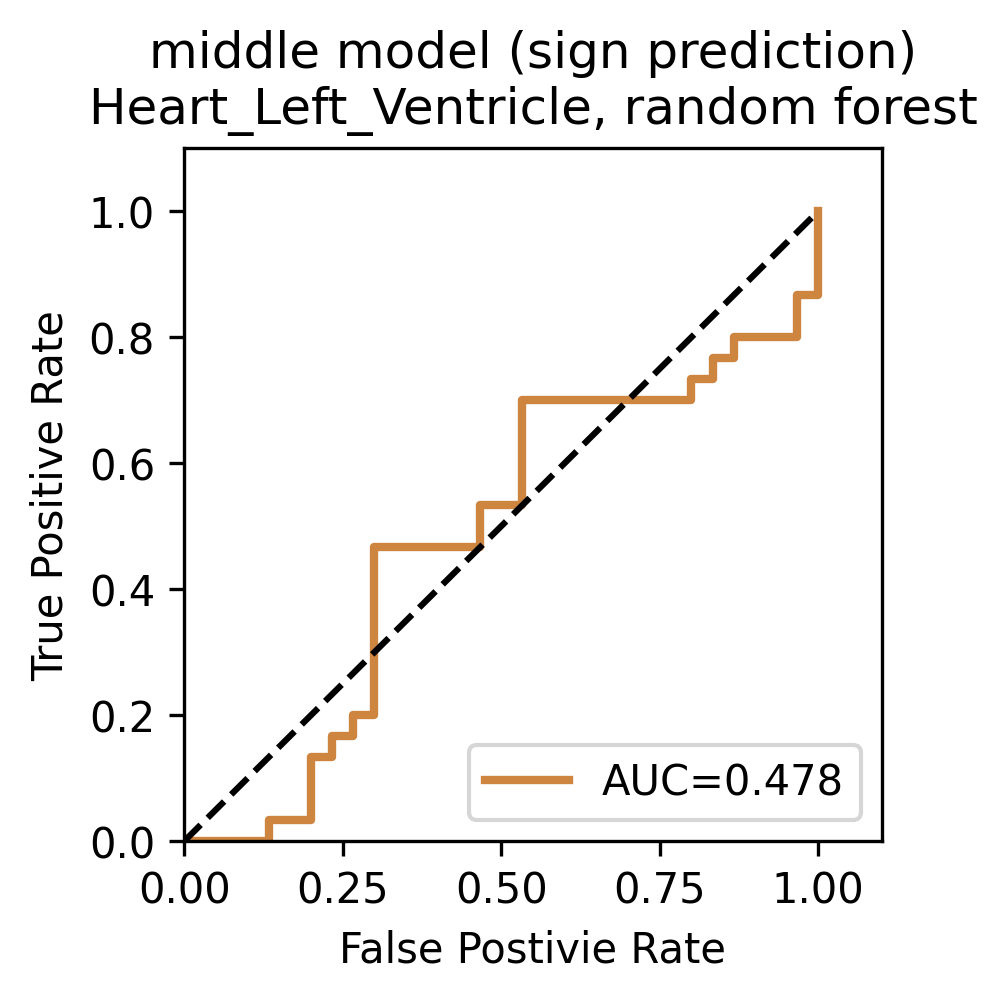 middle model (sign prediction)
Heart_Left_Ventricle, random forest
1.0
0.8
0.6
0.4
0.2
0.0
True Positive Rate
AUC=0.478
0.00 0.25 0.50 0.75 1.00
False Postivie Rate